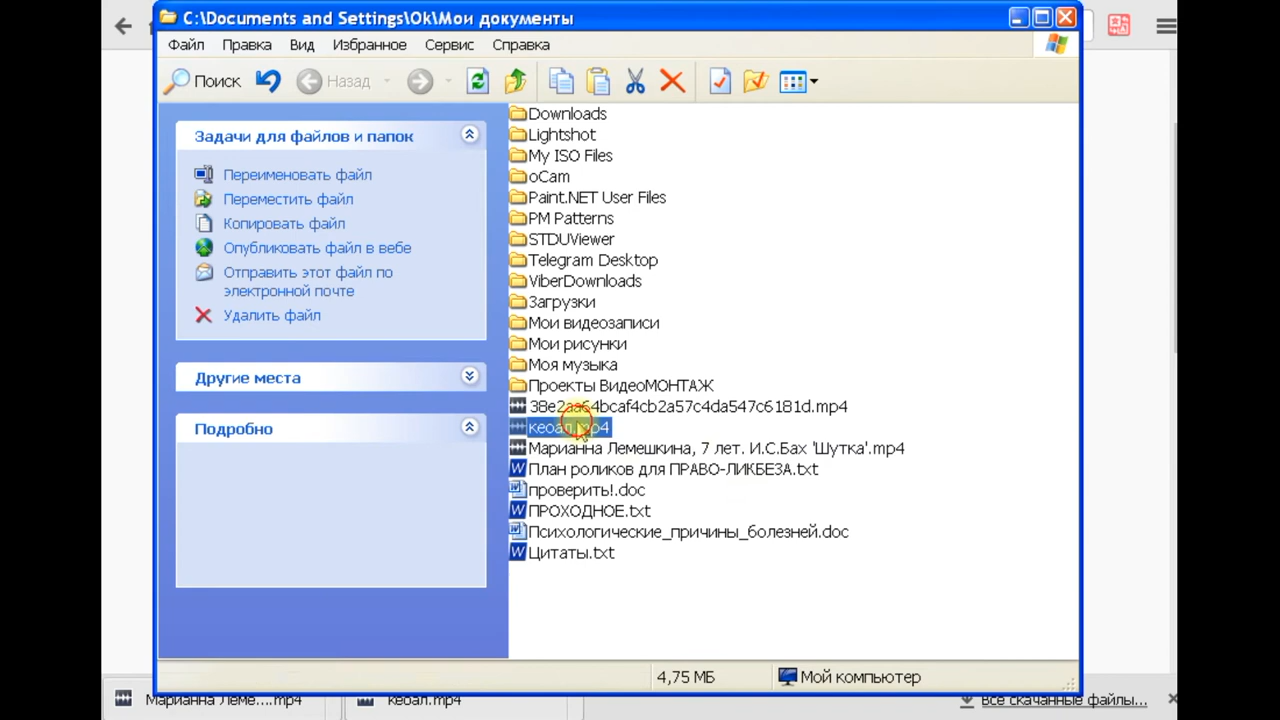 C:\Documents and Settings\Ok\Мои документы
Файл Правка Вид Избранное Сервис Справка
Поиск Назад
Задачи для файлов и папок
Переименовать файл
Переместить файл
Копировать файл
Опубликовать файл в вебе
Отправить этот файл по
электронной почте
Удалить файл
Другие места
Подробно
Downloads
Lightshot
My ISO Files
oCam
Paint.NET User Files
PM Patterns
STDUViewer
Telegram Desktop
ViberDownloads
Загрузки
Мои видеозаписи
Мои рисунки
Моя музыка
Проекты ВидеоМОНТАЖ
38e2aa64bcaf4cb2a57c4da547c6181d.mp4
кеоал.mp4
Марианна Лемешкина, 7 лет. И.С.Бах 'Шутка'.mp4
План роликов для ПРАВО-ЛИКБЕЗА.txt
проверить!.doc
ПРОХОДНОЕ.txt
Психологические_причины_болезней.doc
Цитаты.txt
4,75 МБ Мой компьютер
Марианна Леме....mp4 кеоал.mp4 Все скачанные файлы...